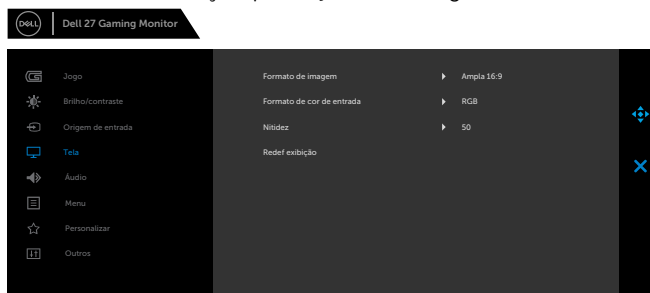 DELL Dell 27 Gaming Monitor
Jogo Formato de imagem Ampla 16:9
Brilho/contraste Formato de cor de entrada RGB
Origem de entrada Nitidez 50
Tela Redef exibição
Áudio
Menu
Personalizar
Outros